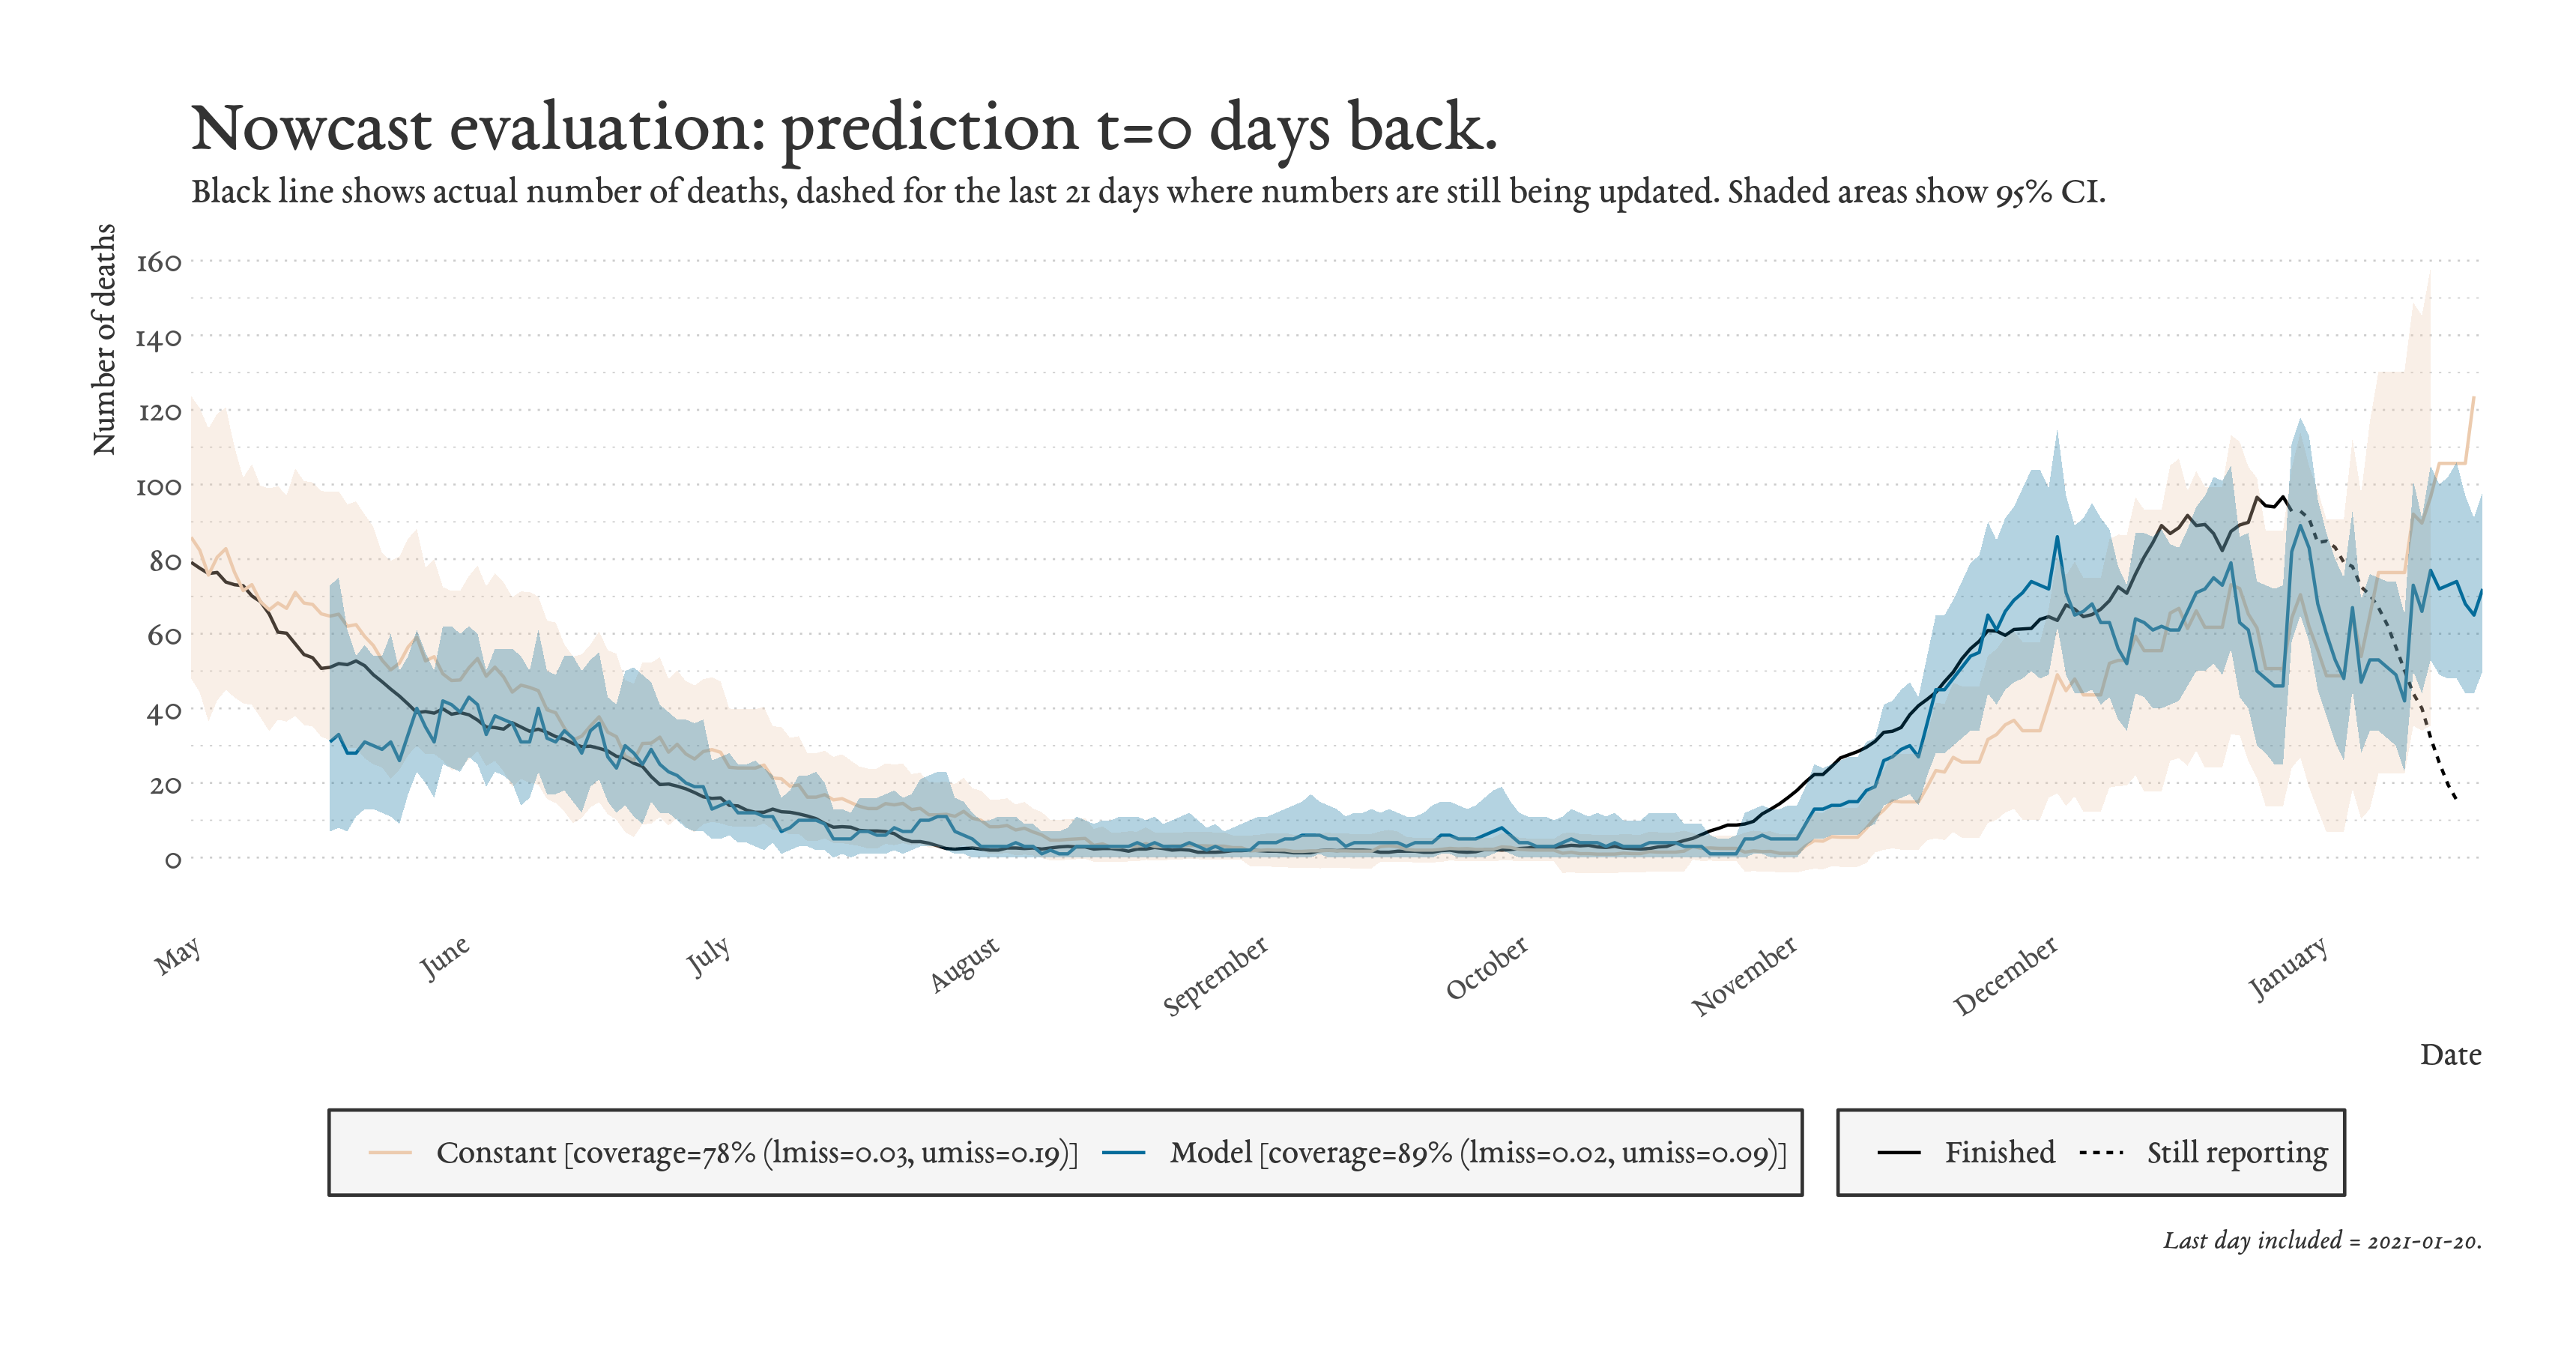 Nowcast evaluation: prediction t=0 days back.
Black line shows actual number of deaths, dashed for the last 21 days where numbers are still being updated. Shaded areas show 95% CI.
Number of deaths
160
140
120
100
80
60
40
20
0
May
June
July
August
September
October
November
December
January
Date
Constant [coverage=78% (lmiss=0.03, umiss=0.19)]
Model [coverage=89% (lmiss=0.02, umiss=0.09)]
Finished
Still reporting
Last day included = 2021-01-20.